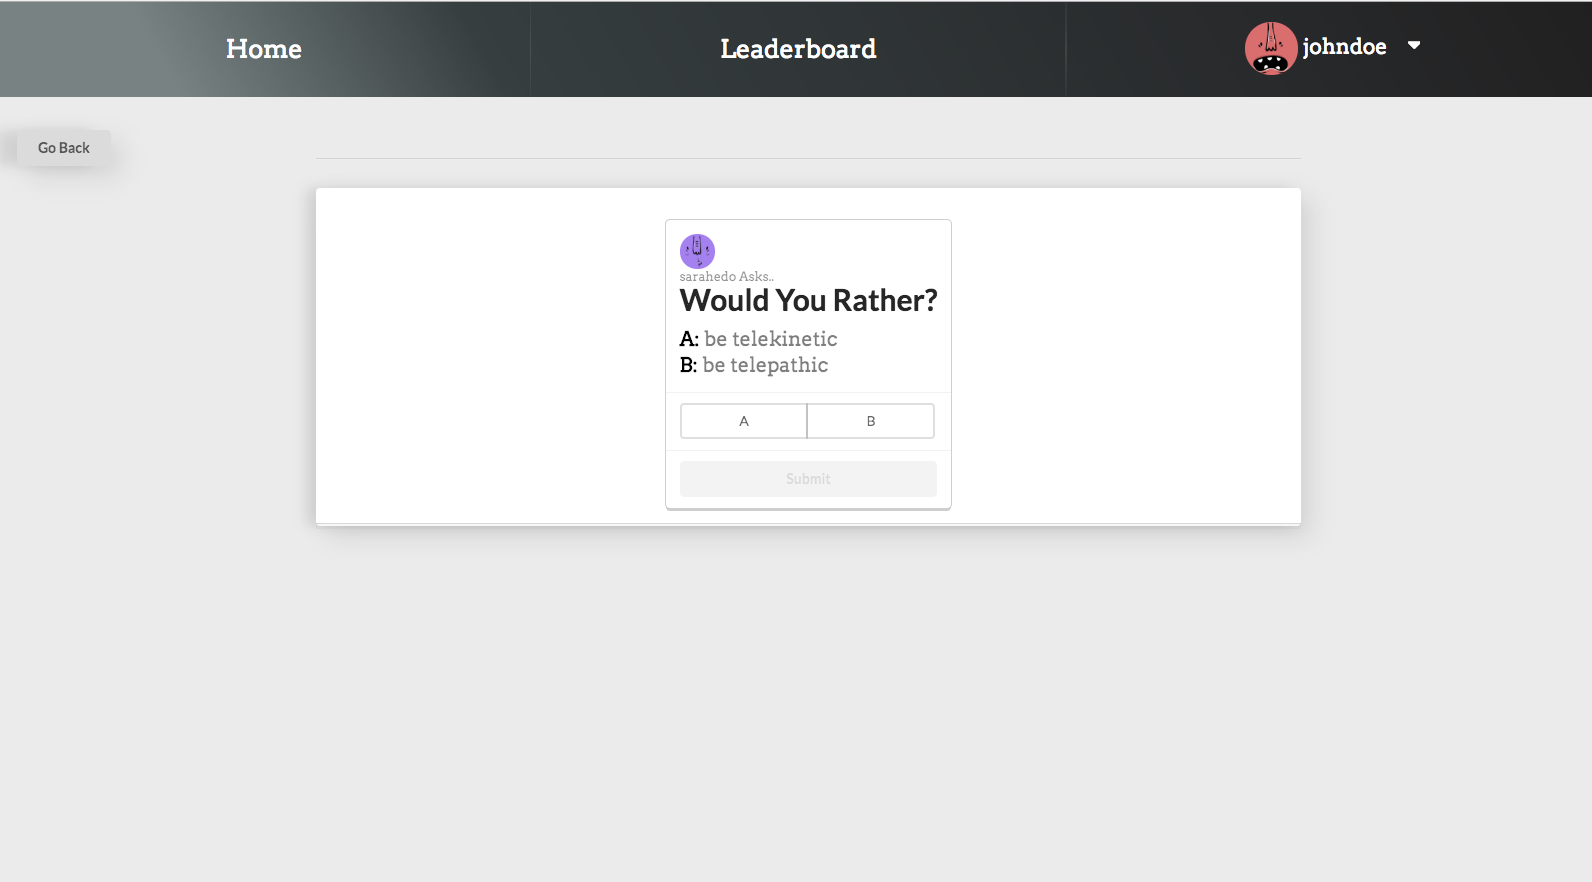 Home
Leaderboard
johndoe
Go Back
sarahedo Asks..
Would You Rather?
A: be telekinetic
B: be telepathic
A
B
Submit